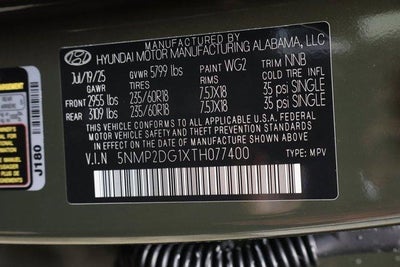 MANUFACTURED BY
HYUNDAI MOTOR MANUFACTURING ALABAMA, LLC
Jul/19/25 GVWR 5799 lbs PAINT WG2 TRIM NNB
GAWR TIRES RIMS COLD TIRE INFL
FRONT 2955 lbs 235/60R18 7.5JX18 35 psi SINGLE
REAR 3109 lbs 235/60R18 7.5JX18 35 psi SINGLE
THIS VEHICLE CONFORMS TO ALL APPLICABLE U.S.A. FEDERAL
MOTOR VEHICLE SAFETY AND THEFT PREVENTION STANDARDS
IN EFFECT ON THE DATE OF MANUFACTURE SHOWN ABOVE
V.I.N 5NMP2DG1XTH077400 TYPE: MPV
J180